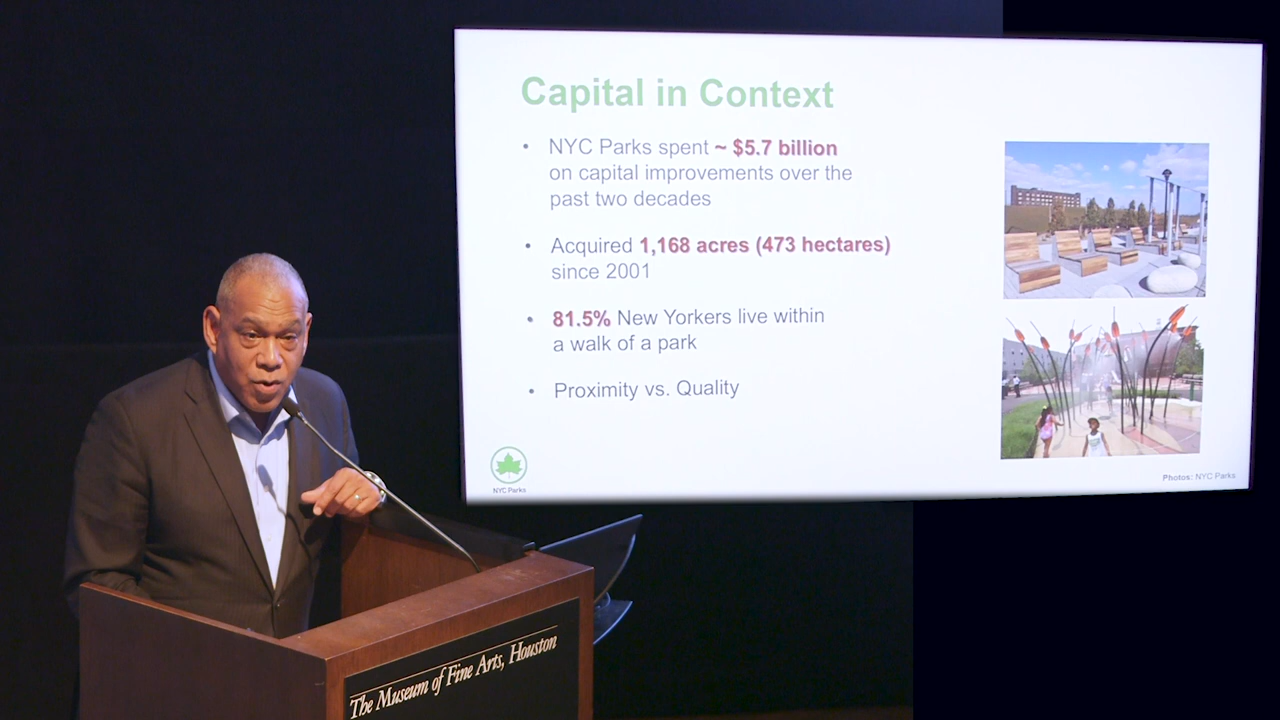 Capital in Context
• NYC Parks spent ~ $5.7 billion
on capital improvements over the
past two decades
• Acquired 1,168 acres (473 hectares)
since 2001
• 81.5% New Yorkers live within
a walk of a park
• Proximity vs. Quality
NYC Parks
Photos: NYC Parks
The Museum of Fine Arts, Houston